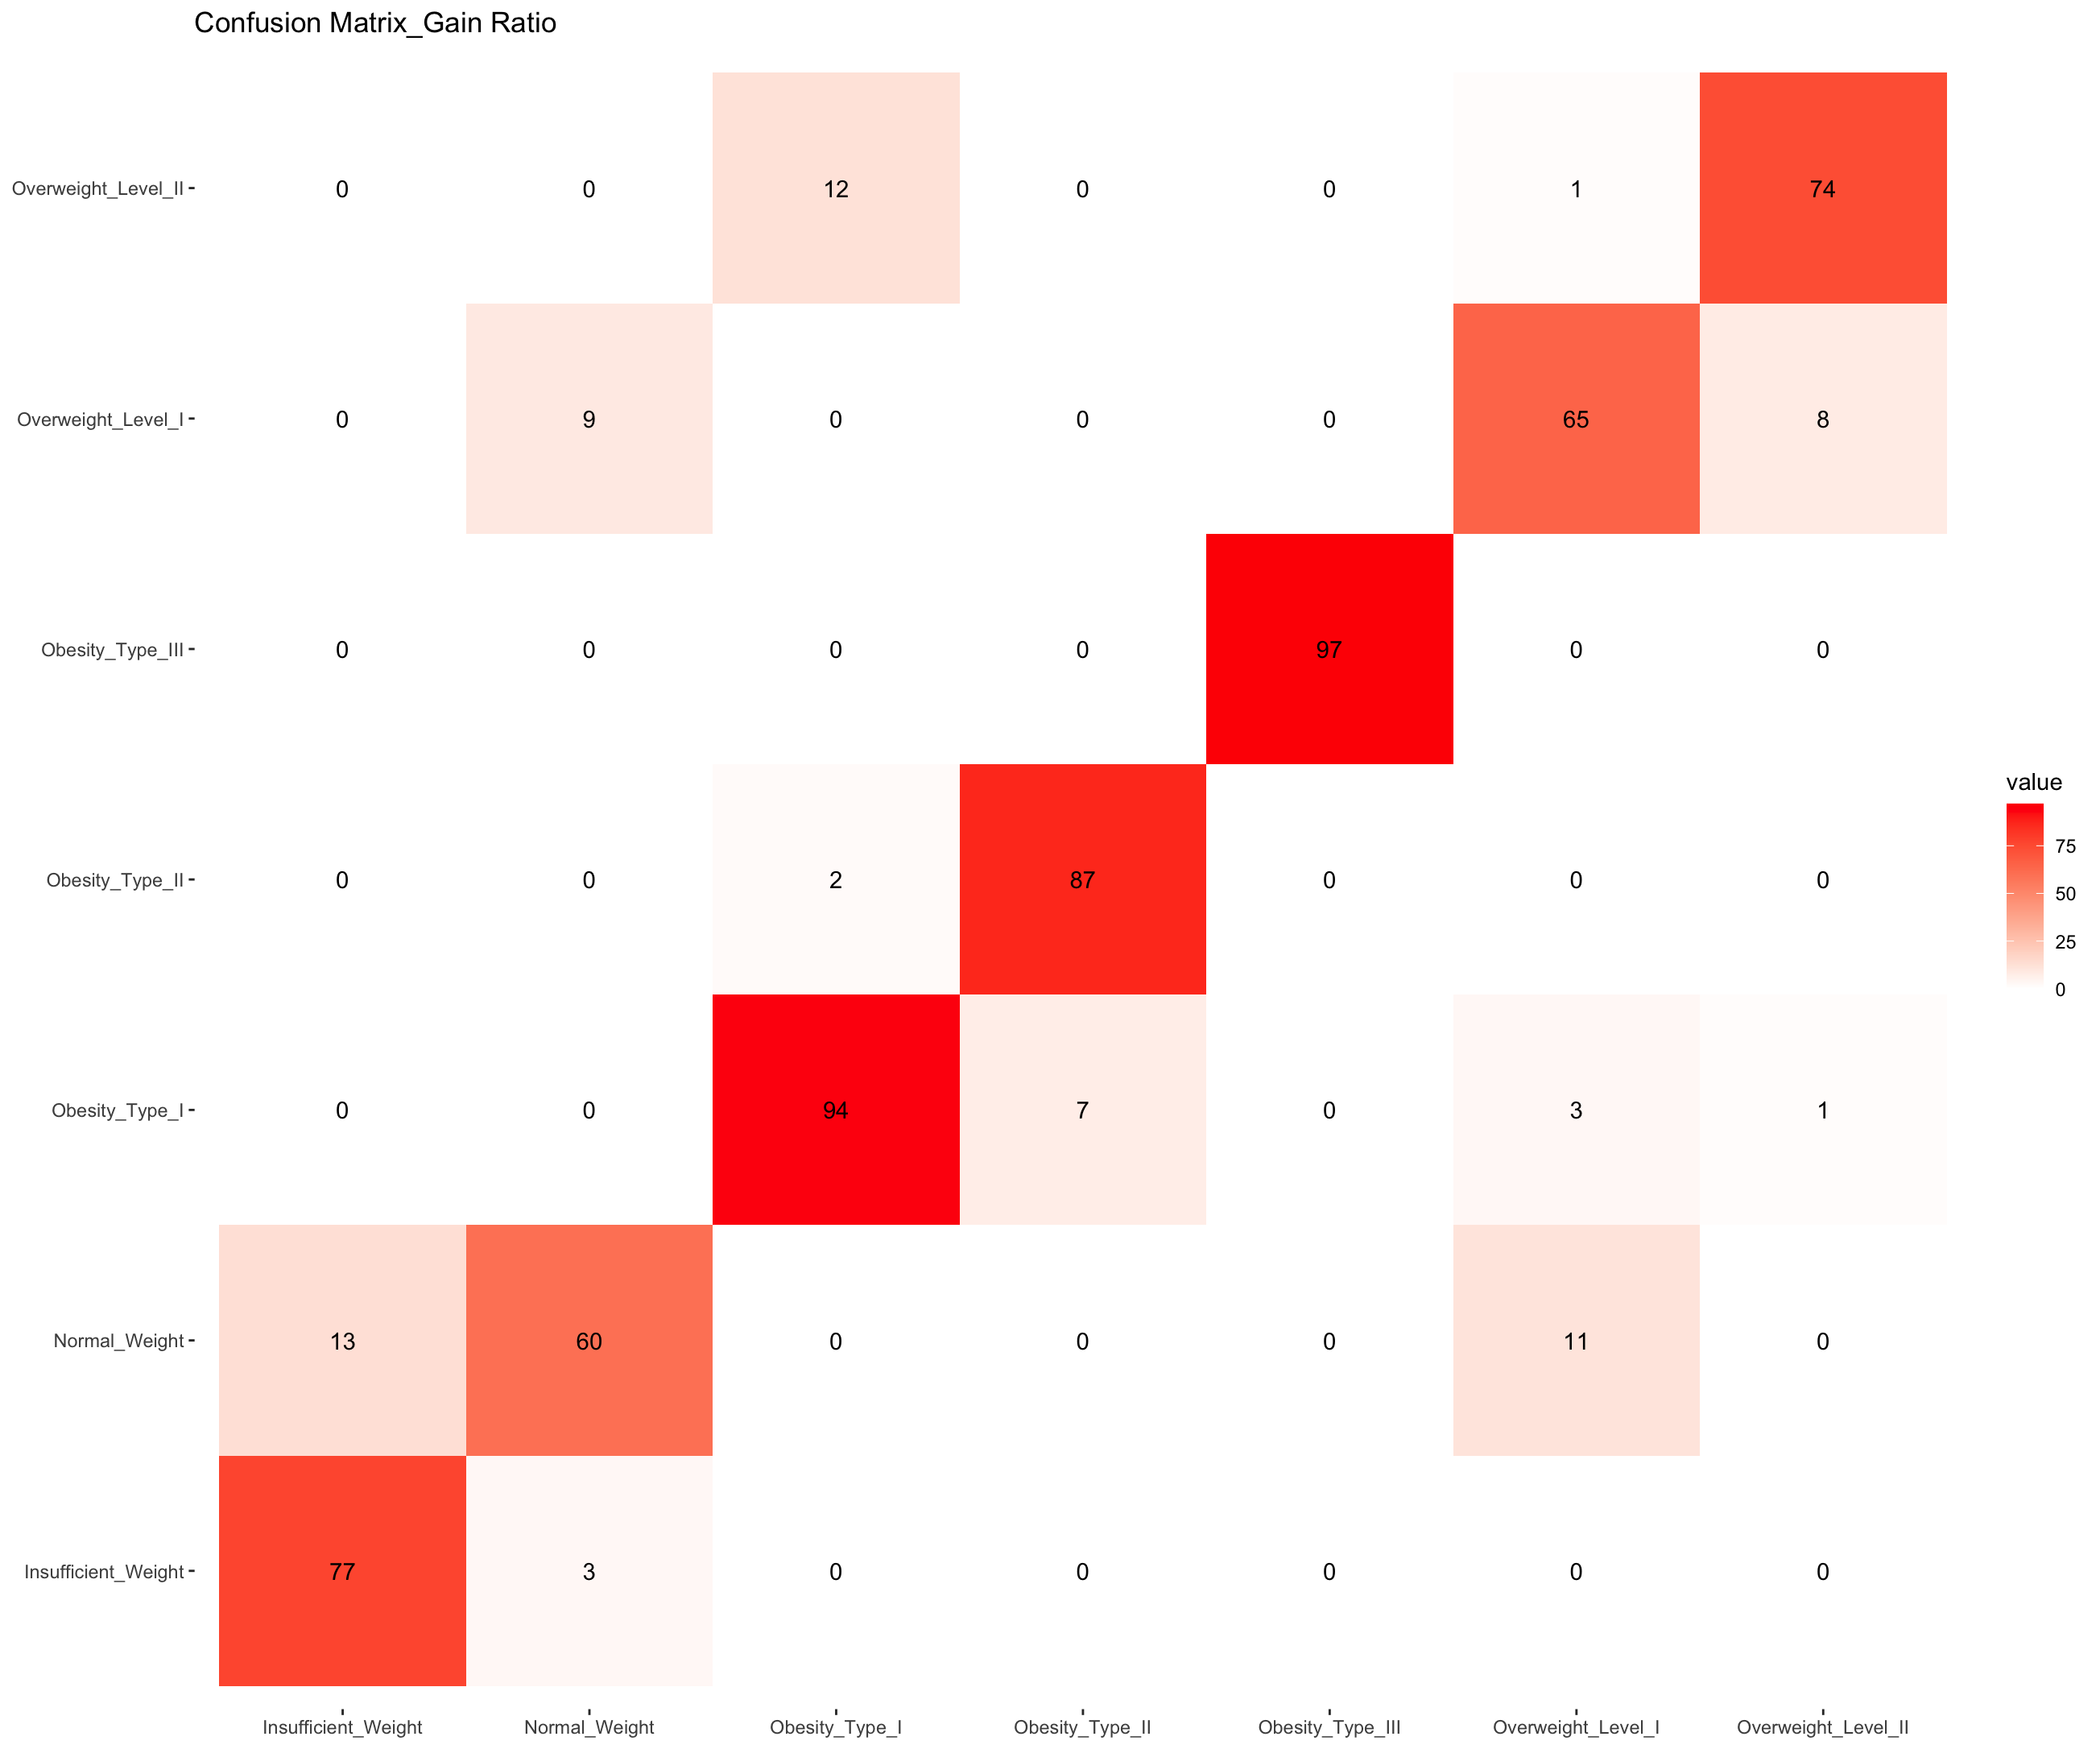 Confusion Matrix_Gain Ratio
Overweight_Level_II 0 0 12 0 0 1 74
Overweight_Level_I 0 9 0 0 0 65 8
Obesity_Type_III 0 0 0 0 97 0 0
Obesity_Type_II 0 0 2 87 0 0 0
Obesity_Type_I 0 0 94 7 0 3 1
Normal_Weight 13 60 0 0 0 11 0
Insufficient_Weight 77 3 0 0 0 0 0
Insufficient_Weight Normal_Weight Obesity_Type_I Obesity_Type_II Obesity_Type_III Overweight_Level_I Overweight_Level_II
value
75
50
25
0